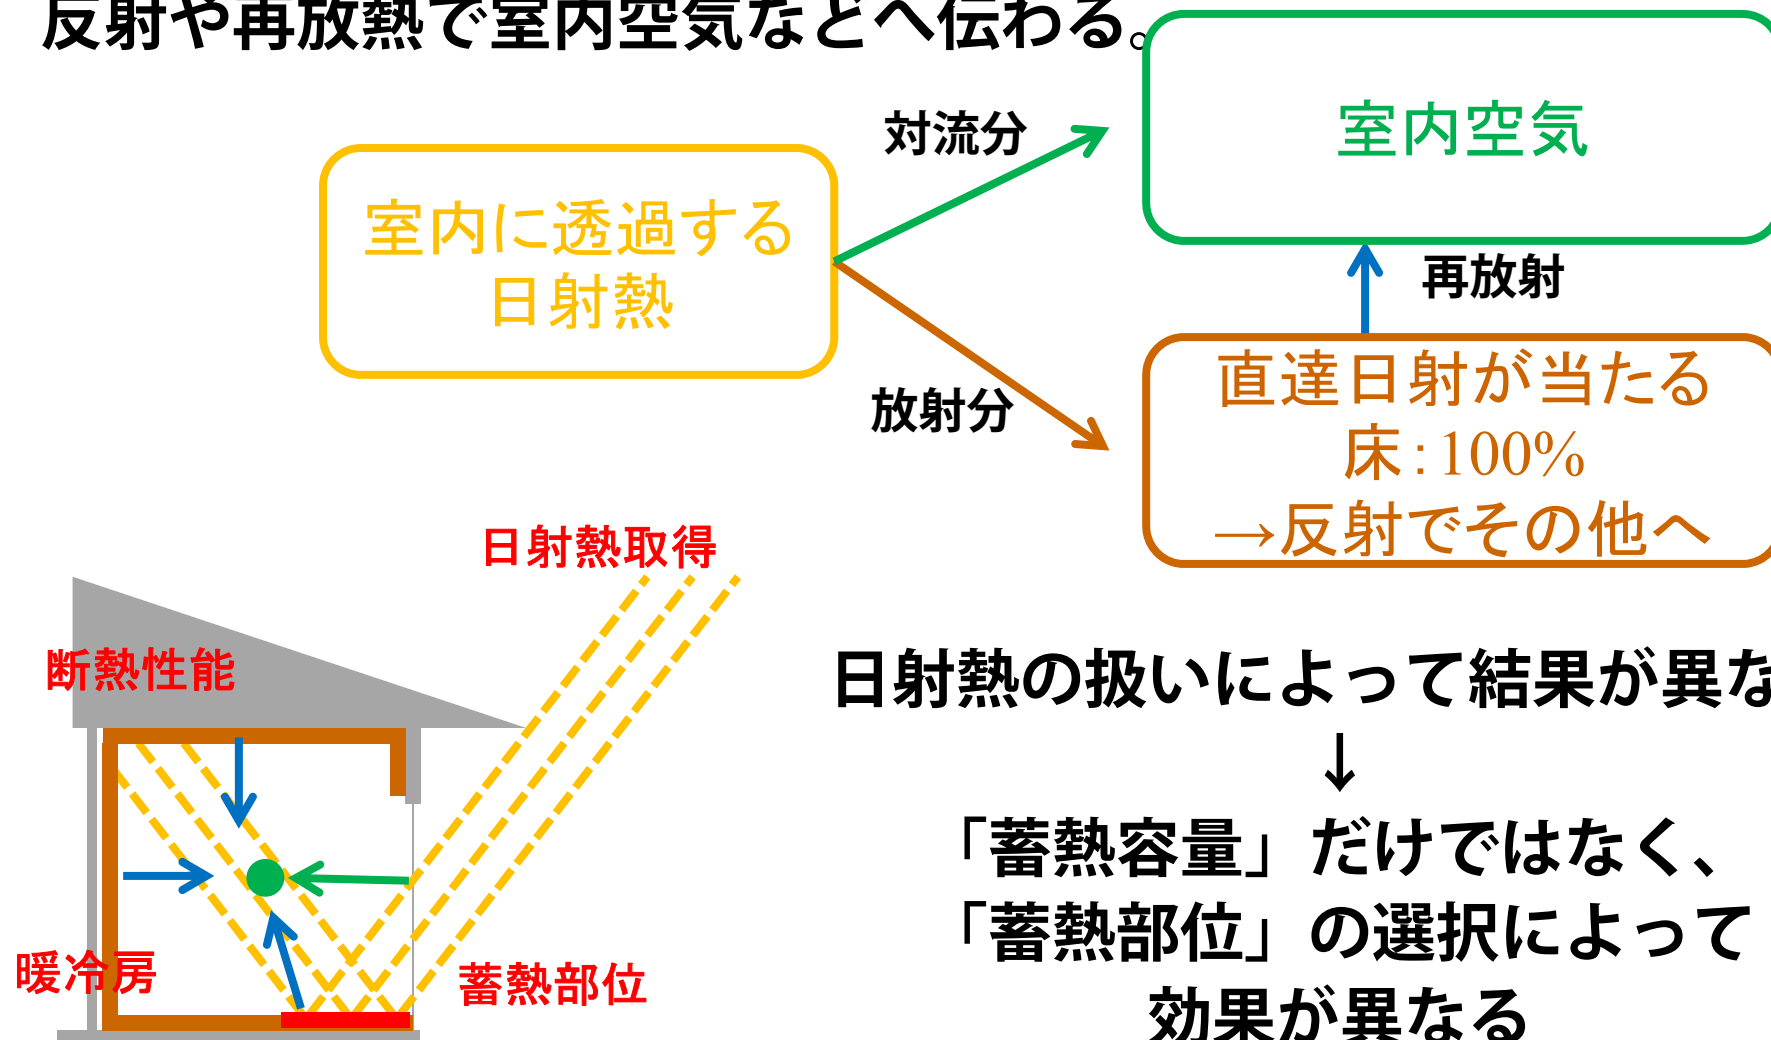 反射や再放熱で室内空気などへ伝わる。
対流分
室内空気
室内に透過する
日射熱
再放射
放射分
直達日射が当たる
床：100%
→反射でその他へ
日射熱取得
断熱性能
日射熱の扱いによって結果が異な
↓
「蓄熱容量」だけではなく、
「蓄熱部位」の選択によって
効果が異なる
暖冷房
蓄熱部位